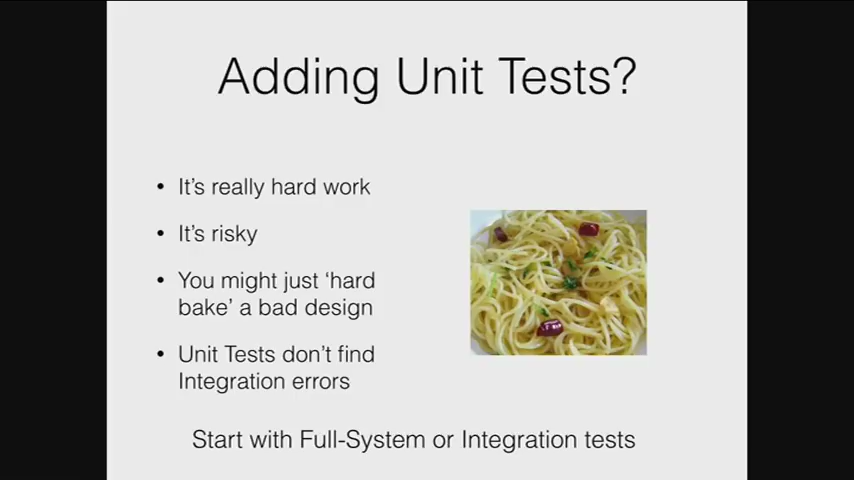 Adding Unit Tests?
• It's really hard work
• It's risky
• You might just ‘hard
bake’ a bad design
• Unit Tests don't find
Integration errors
Start with Full-System or Integration tests